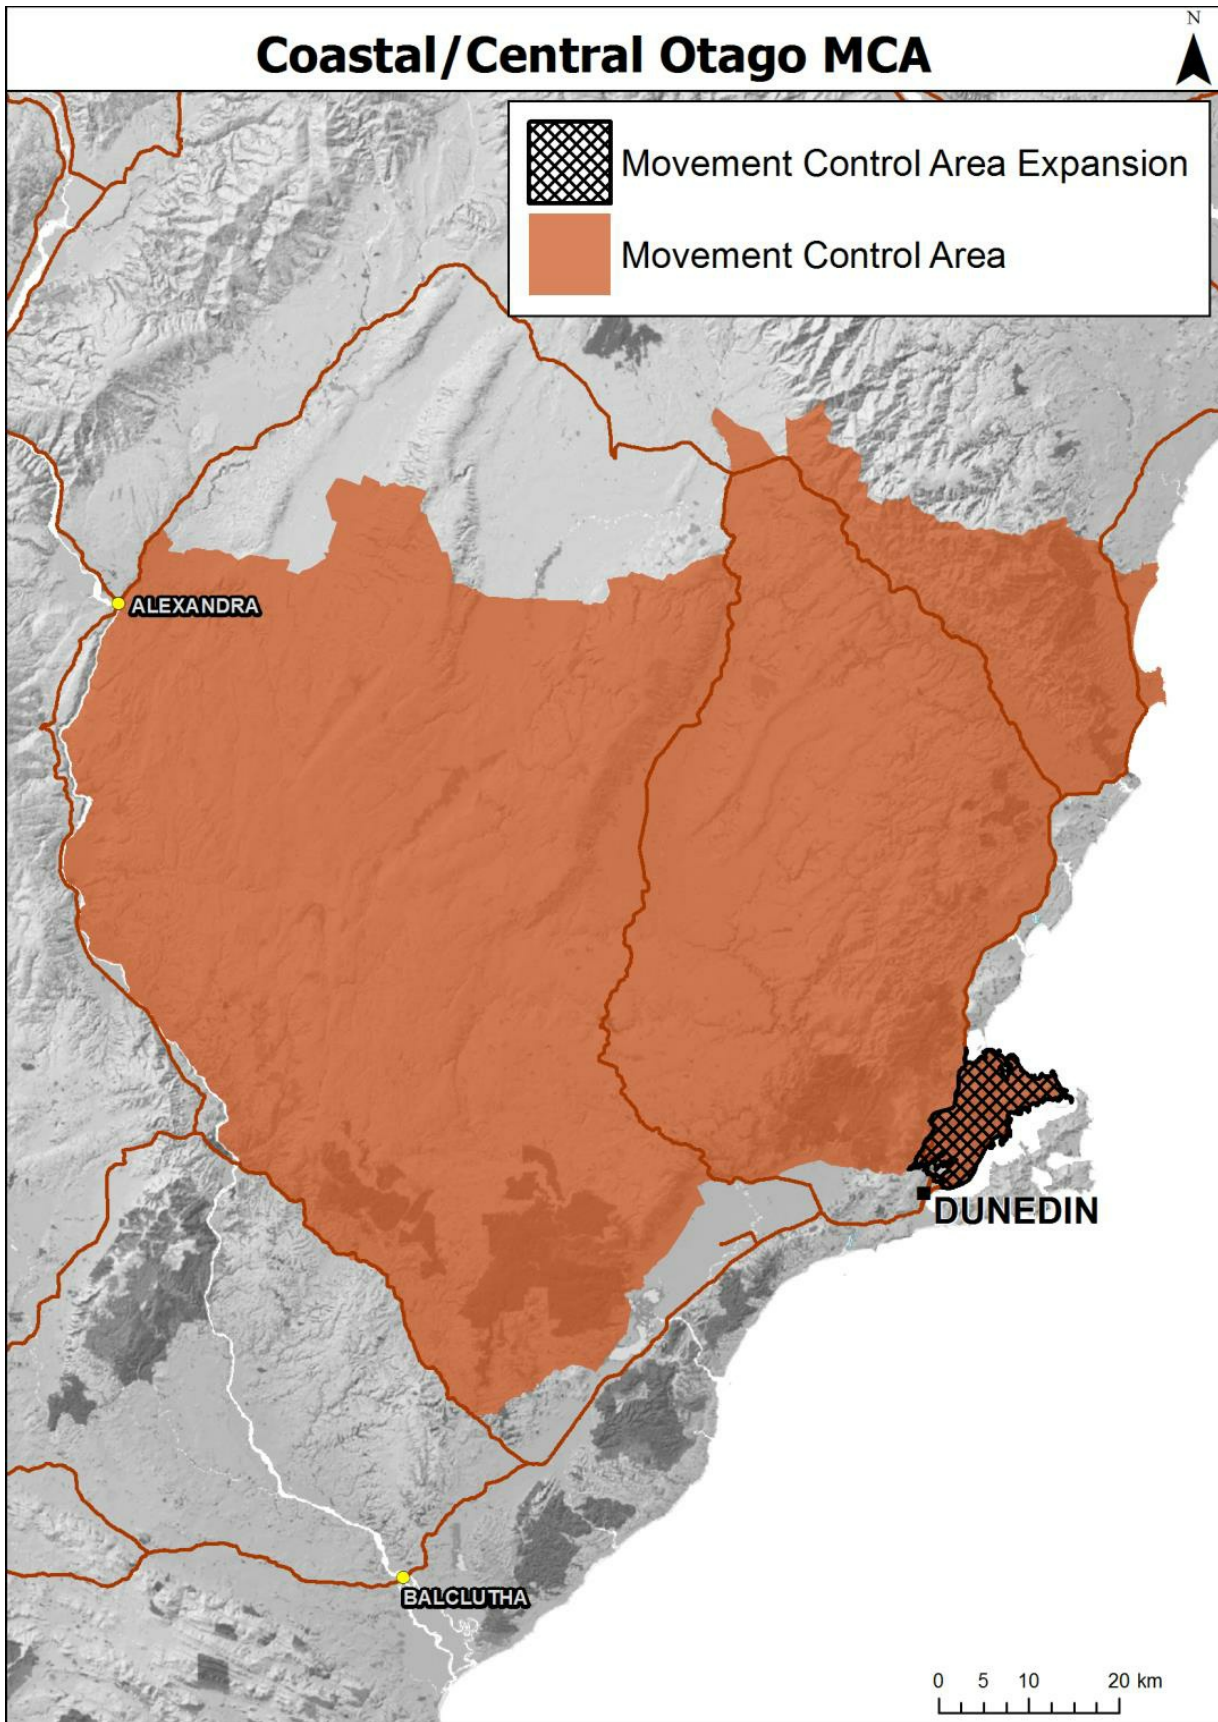 N
Coastal/Central Otago MCA
Movement Control Area Expansion
Movement Control Area
ALEXANDRA
DUNEDIN
BALCLUTHA
0 5 10 20 km